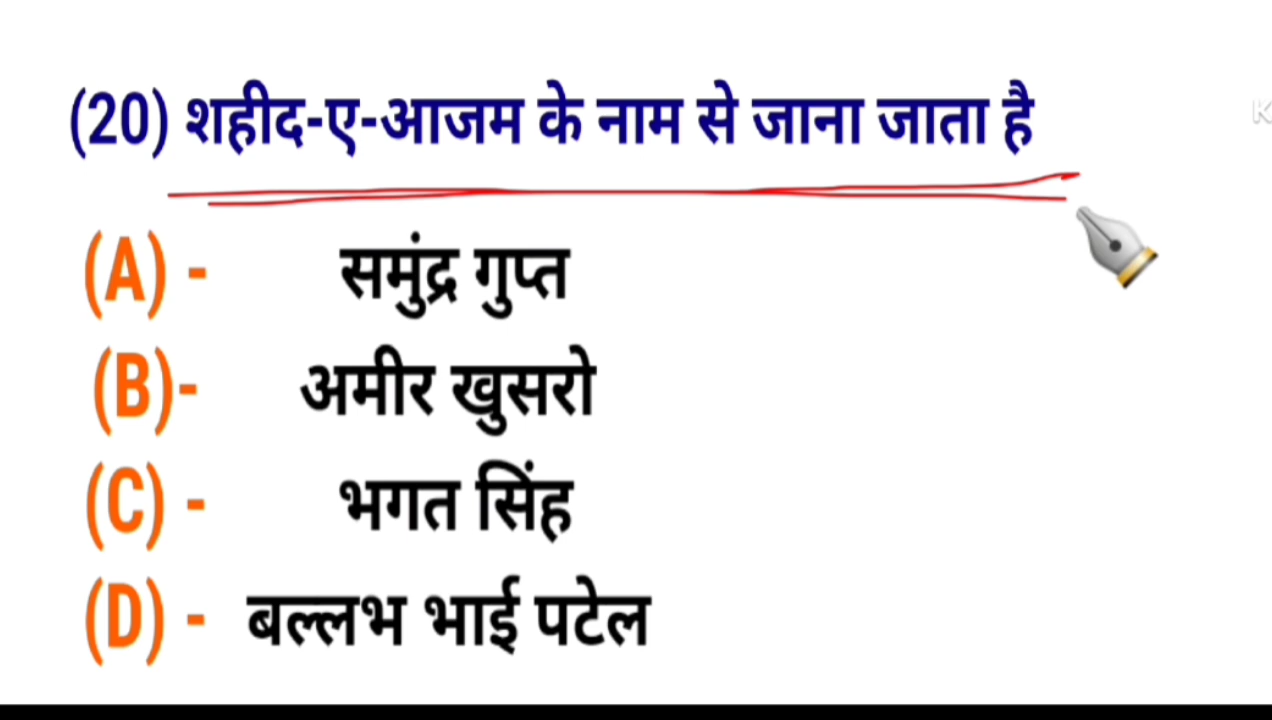 (20) शहीद-ए-आजम के नाम से जाना जाता है
K
(A) - समुंद्र गुप्त
(B)- अमीर खुसरो
(C) - भगत सिंह
(D) - बल्लभ भाई पटेल